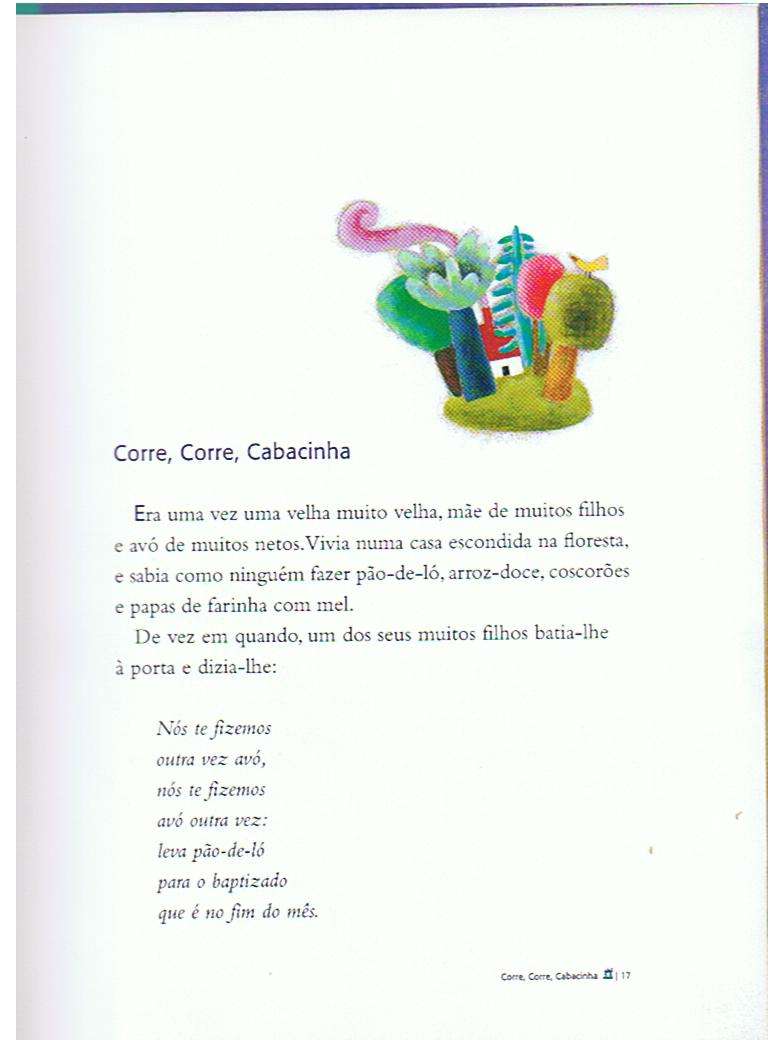 Corre, Corre, Cabacinha
Era uma vez uma velha muito velha, mãe de muitos filhos
e avó de muitos netos. Vivia numa casa escondida na floresta,
e sabia como ninguém fazer pão-de-ló, arroz-doce, coscorões
e papas de farinha com mel.
De vez em quando, um dos seus muitos filhos batia-lhe
à porta e dizia-lhe:
Nós te fizemos
outra vez avó,
nós te fizemos
avó outra vez:
leva pão-de-ló
para o baptizado
que é no fim do mês.
Corre, Corre, Cabacinha | 17